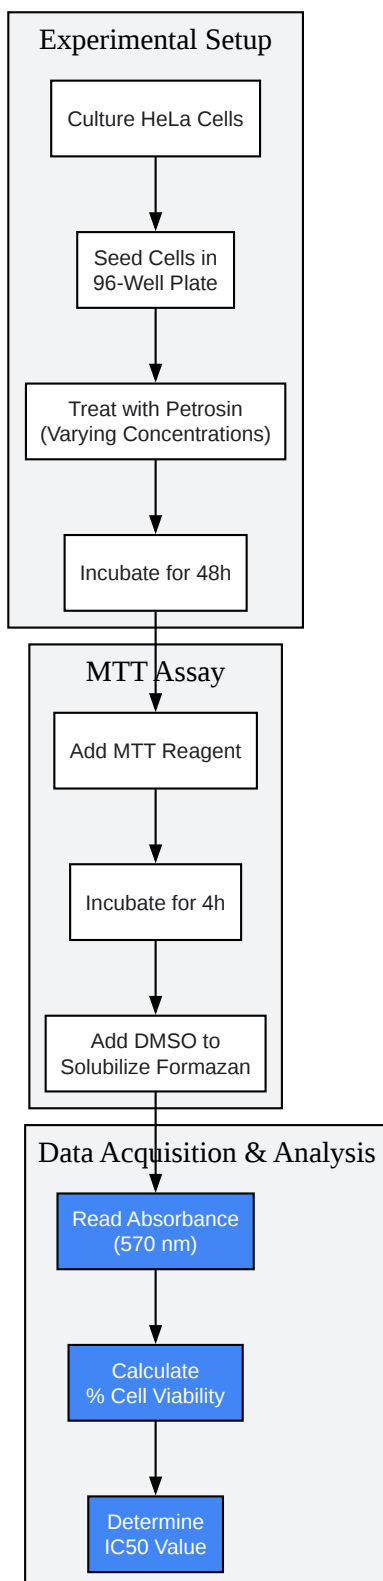 Experimental Setup
Culture HeLa Cells
Seed Cells in
96-Well Plate
Treat with Petrosin
(Varying Concentrations)
Incubate for 48h
MTT Assay
Add MTT Reagent
Incubate for 4h
Add DMSO to
Solubilize Formazan
Data Acquisition & Analysis
Read Absorbance
(570 nm)
Calculate
% Cell Viability
Determine
IC50 Value